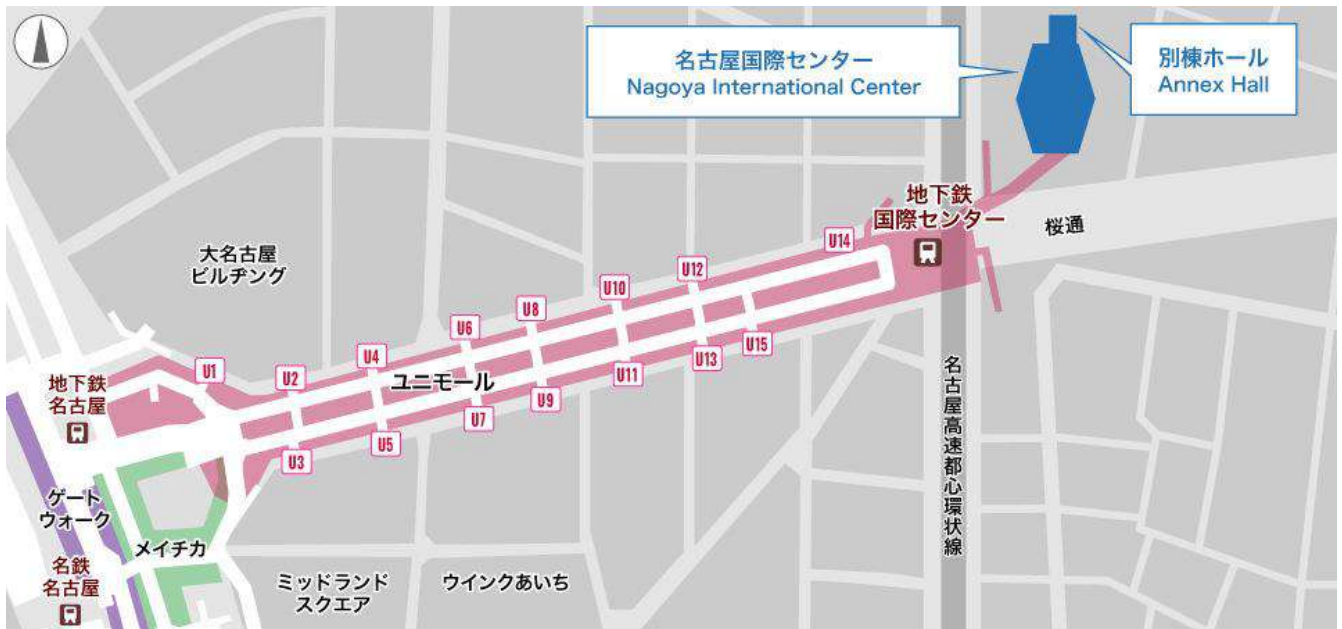 名古屋国際センター
Nagoya International Center
別棟ホール
Annex Hall
地下鉄
国際センター
桜通
大名古屋
ビルヂング
U14
U12
U10
U8
U6
U4
U2
U1
ユニモール
U15
U13
U11
U9
U7
U5
U3
地下鉄
名古屋
ゲート
ウォーク
メイチカ
名鉄
名古屋
ミッドランド
スクエア
ウインクあいち
名古屋高速都心環状線